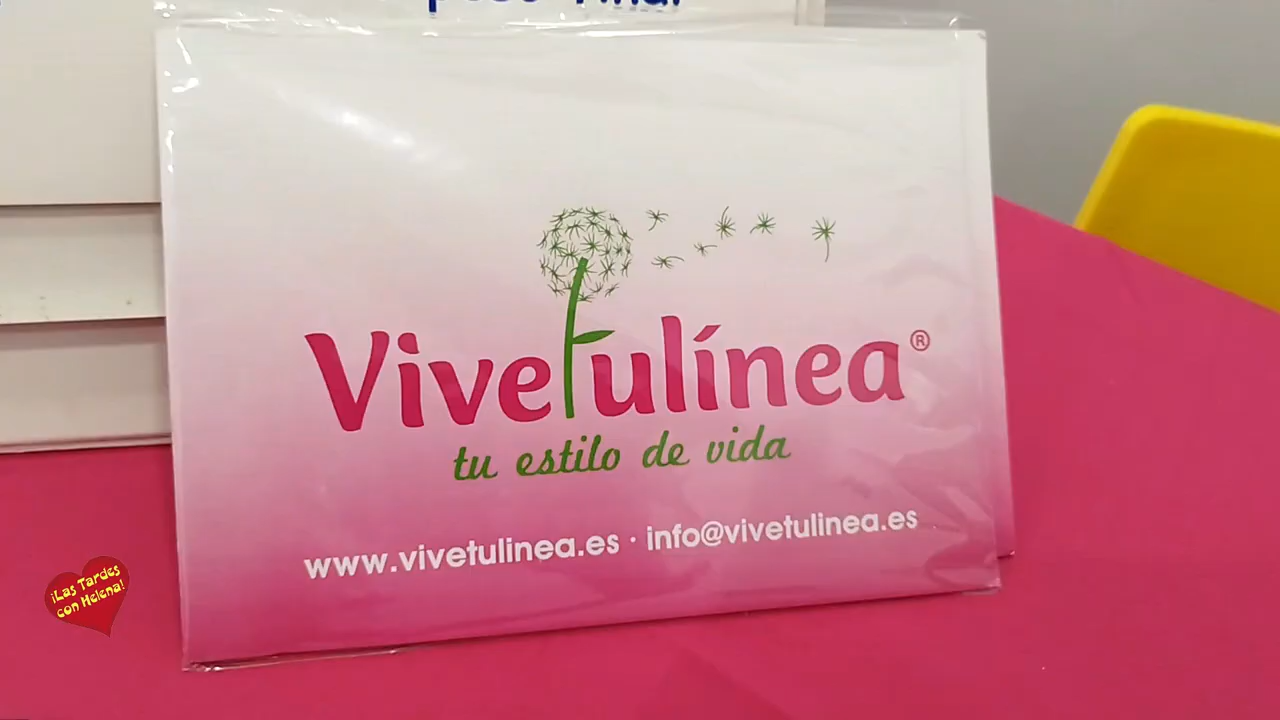 Vivetulínea®
tu estilo de vida
www.vivetulinea.es · info@vivetulinea.es
¡Las Tardes
con Helena!